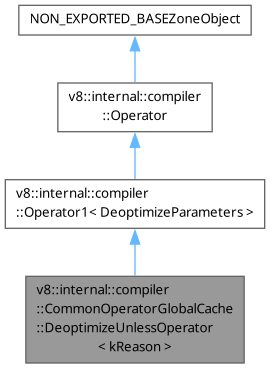 NON_EXPORTED_BASEZoneObject
v8::internal::compiler
::Operator
v8::internal::compiler
::Operator1< DeoptimizeParameters >
v8::internal::compiler
::CommonOperatorGlobalCache
::DeoptimizeUnlessOperator
< kReason >